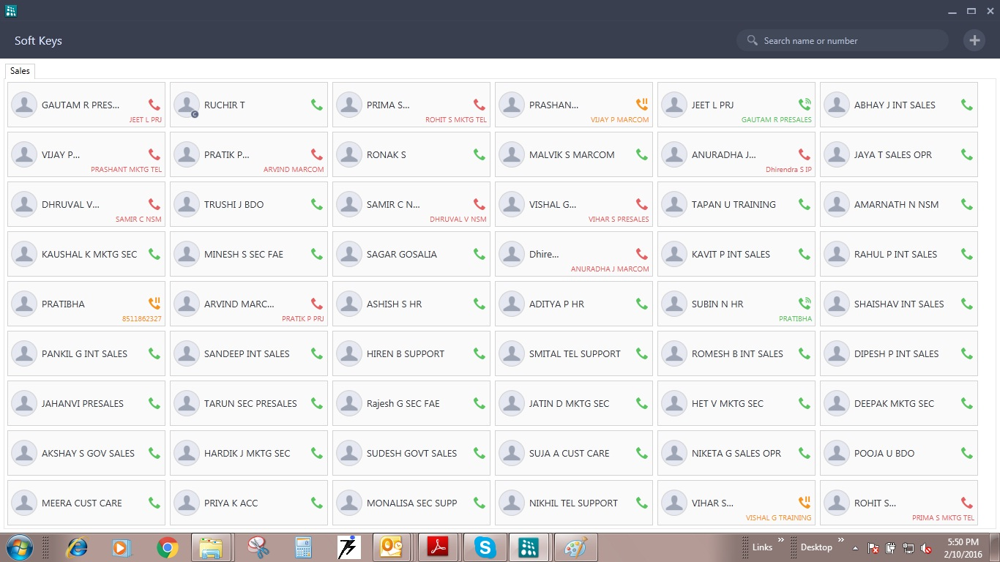 Soft Keys
Search name or number
Sales
GAUTAM R PRES...
JEET L PRJ
RUCHIR T
C
PRIMA S...
ROHIT S MKTG TEL
PRASHAN...
VIJAY P MARCOM
JEET L PRJ
GAUTAM R PRESALES
ABHAY J INT SALES
VIJAY P...
PRASHANT MKTG TEL
PRATIK P...
ARVIND MARCOM
RONAK S
MALVIK S MARCOM
ANURADHA J...
Dhirendra S IP
JAYA T SALES OPR
DHRUVAL V...
SAMIR C NSM
TRUSHI J BDO
SAMIR C N...
DHRUVAL V NSM
VISHAL G...
VIHAR S PRESALES
TAPAN U TRAINING
AMARNATH N NSM
KAUSHAL K MKTG SEC
MINESH S SEC FAE
SAGAR GOSALIA
Dhire...
ANURADHA J MARCOM
KAVIT P INT SALES
RAHUL P INT SALES
PRATIBHA
8511862327
ARVIND MARC...
PRATIK P PRJ
ASHISH S HR
ADITYA P HR
SUBIN N HR
PRATIBHA
SHAISHAV INT SALES
PANKIL G INT SALES
SANDEEP INT SALES
HIREN B SUPPORT
SMITAL TEL SUPPORT
ROMESH B INT SALES
DIPESH P INT SALES
JAHANVI PRESALES
TARUN SEC PRESALES
Rajesh G SEC FAE
JATIN D MKTG SEC
HET V MKTG SEC
DEEPAK MKTG SEC
AKSHAY S GOV SALES
HARDIK J MKTG SEC
SUDESH GOVT SALES
SUJA A CUST CARE
NIKETA G SALES OPR
POOJA U BDO
MEERA CUST CARE
PRIYA K ACC
MONALISA SEC SUPP
NIKHIL TEL SUPPORT
VIHAR S...
VISHAL G TRAINING
ROHIT S...
PRIMA S MKTG TEL
Links
Desktop
5:50 PM
2/10/2016